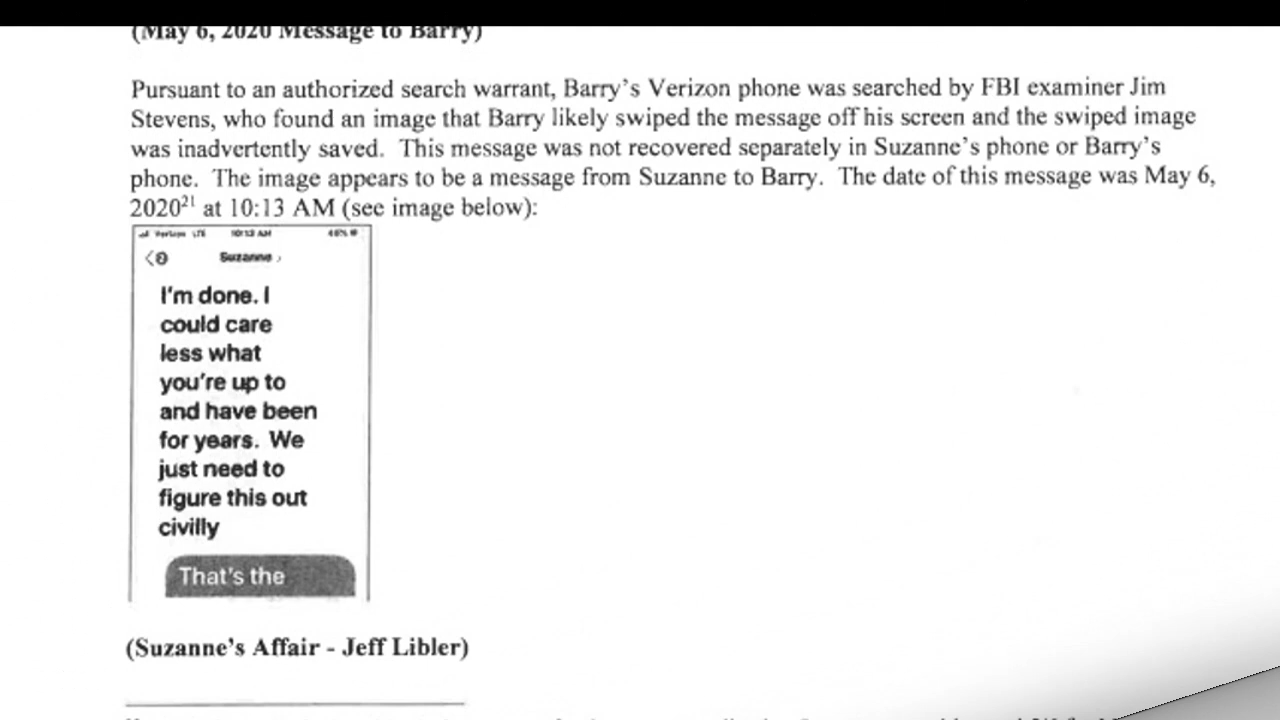 (May 6, 2020 Message to Barry)
Pursuant to an authorized search warrant, Barry's Verizon phone was searched by FBI examiner Jim
Stevens, who found an image that Barry likely swiped the message off his screen and the swiped image
was inadvertently saved. This message was not recovered separately in Suzanne's phone or Barry's
phone. The image appears to be a message from Suzanne to Barry. The date of this message was May 6,
2020²¹ at 10:13 AM (see image below):
Verizon LTE 10:13 AM
Suzanne
I'm done. I
could care
less what
you're up to
and have been
for years. We
just need to
figure this out
civilly
That's the
(Suzanne's Affair - Jeff Libler)